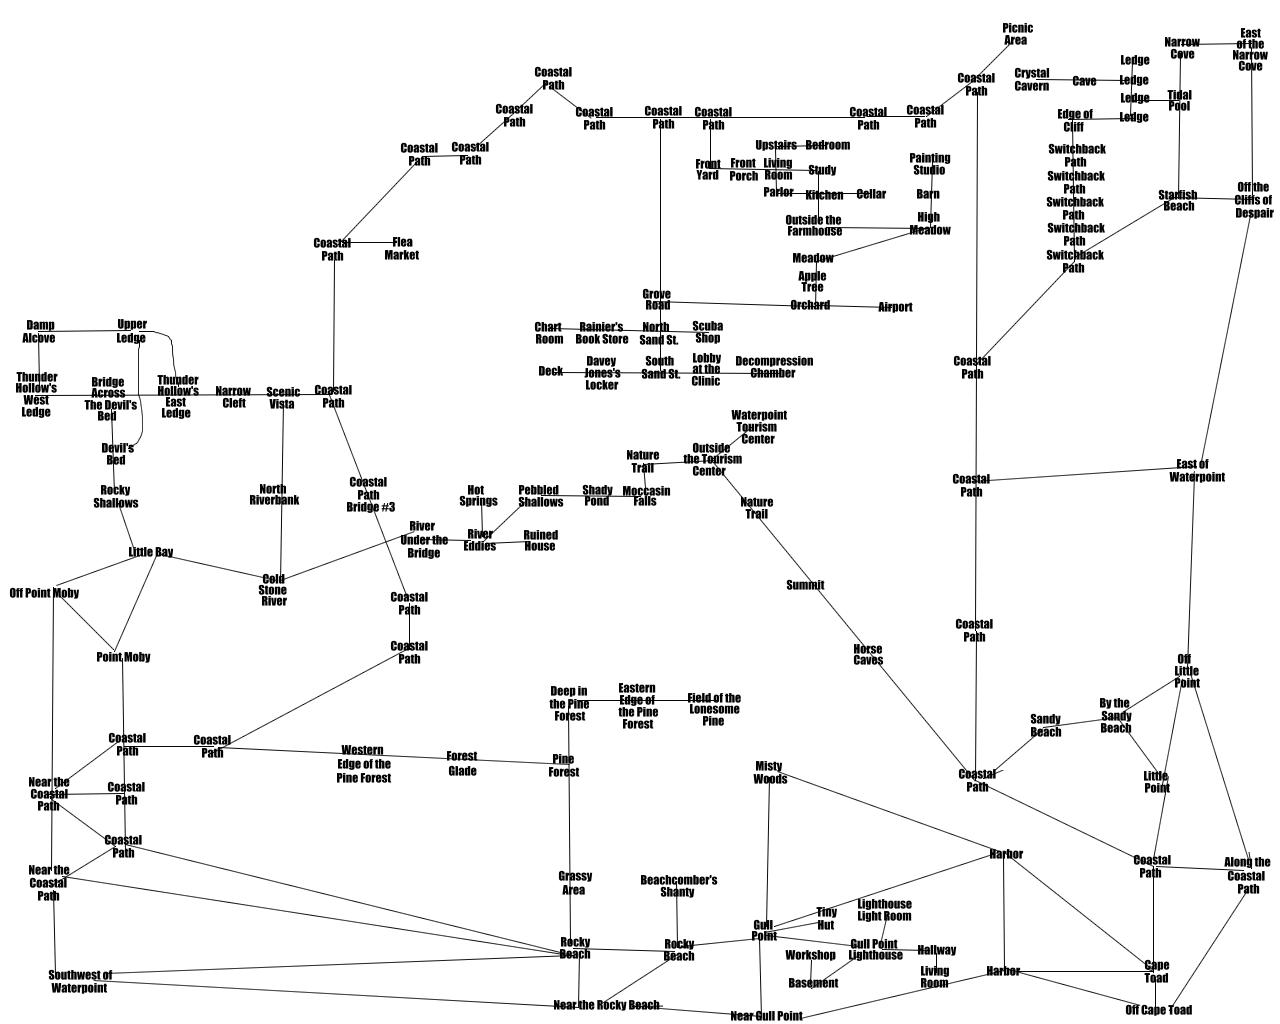 Picnic
Area
East
of the
Narrow
Cove
Narrow
Cove
Ledge
Coastal
Path
Coastal
Path
Crystal
Cavern
Cave
Ledge
Ledge
Tidal
Pool
Coastal
Path
Coastal
Path
Coastal
Path
Coastal
Path
Coastal
Path
Coastal
Path
Edge of
Cliff
Ledge
Coastal
Path
Coastal
Path
Upstairs
Bedroom
Switchback
Path
Front
Yard
Front
Porch
Living
Room
Study
Painting
Studio
Switchback
Path
Parlor
Kitchen
Cellar
Barn
Starfish
Beach
Off the
Cliffs of
Despair
Switchback
Path
Outside the
Farmhouse
High
Meadow
Switchback
Path
Coastal
Path
Flea
Market
Meadow
Switchback
Path
Apple
Tree
Grove
Road
Orchard
Airport
Damp
Alcove
Upper
Ledge
Chart
Room
Rainier's
Book Store
North
Sand St.
Scuba
Shop
Deck
Davey
Jones's
Locker
South
Sand St.
Lobby
at the
Clinic
Decompression
Chamber
Coastal
Path
Thunder
Hollow's
West
Ledge
Bridge
Across
The Devil's
Bed
Thunder
Hollow's
East
Ledge
Narrow
Cleft
Scenic
Vista
Coastal
Path
Waterpoint
Tourism
Center
Devil's
Bed
Nature
Trail
Outside
the Tourism
Center
East of
Waterpoint
Rocky
Shallows
North
Riverbank
Coastal
Path
Bridge #3
Hot
Springs
Pebbled
Shallows
Shady
Pond
Moccasin
Falls
Nature
Trail
Coastal
Path
River
Under the
Bridge
River
Eddies
Ruined
House
Little Bay
Off Point Moby
Cold
Stone
River
Coastal
Path
Summit
Coastal
Path
Point Moby
Coastal
Path
Horse
Caves
Off
Little
Point
Deep in
the Pine
Forest
Eastern
Edge of
the Pine
Forest
Field of the
Lonesome
Pine
Sandy
Beach
By the
Sandy
Beach
Coastal
Path
Coastal
Path
Western
Edge of the
Pine Forest
Forest
Glade
Pine
Forest
Misty
Woods
Coastal
Path
Little
Point
Near the
Coastal
Path
Coastal
Path
Coastal
Path
Harbor
Coastal
Path
Along the
Coastal
Path
Near the
Coastal
Path
Grassy
Area
Beachcomber's
Shanty
Tiny
Hut
Lighthouse
Light Room
Gull
Point
Rocky
Beach
Rocky
Beach
Gull Point
Lighthouse
Hallway
Workshop
Southwest of
Waterpoint
Basement
Living
Room
Harbor
Cape
Toad
Near the Rocky Beach
Near Gull Point
Off Cape Toad